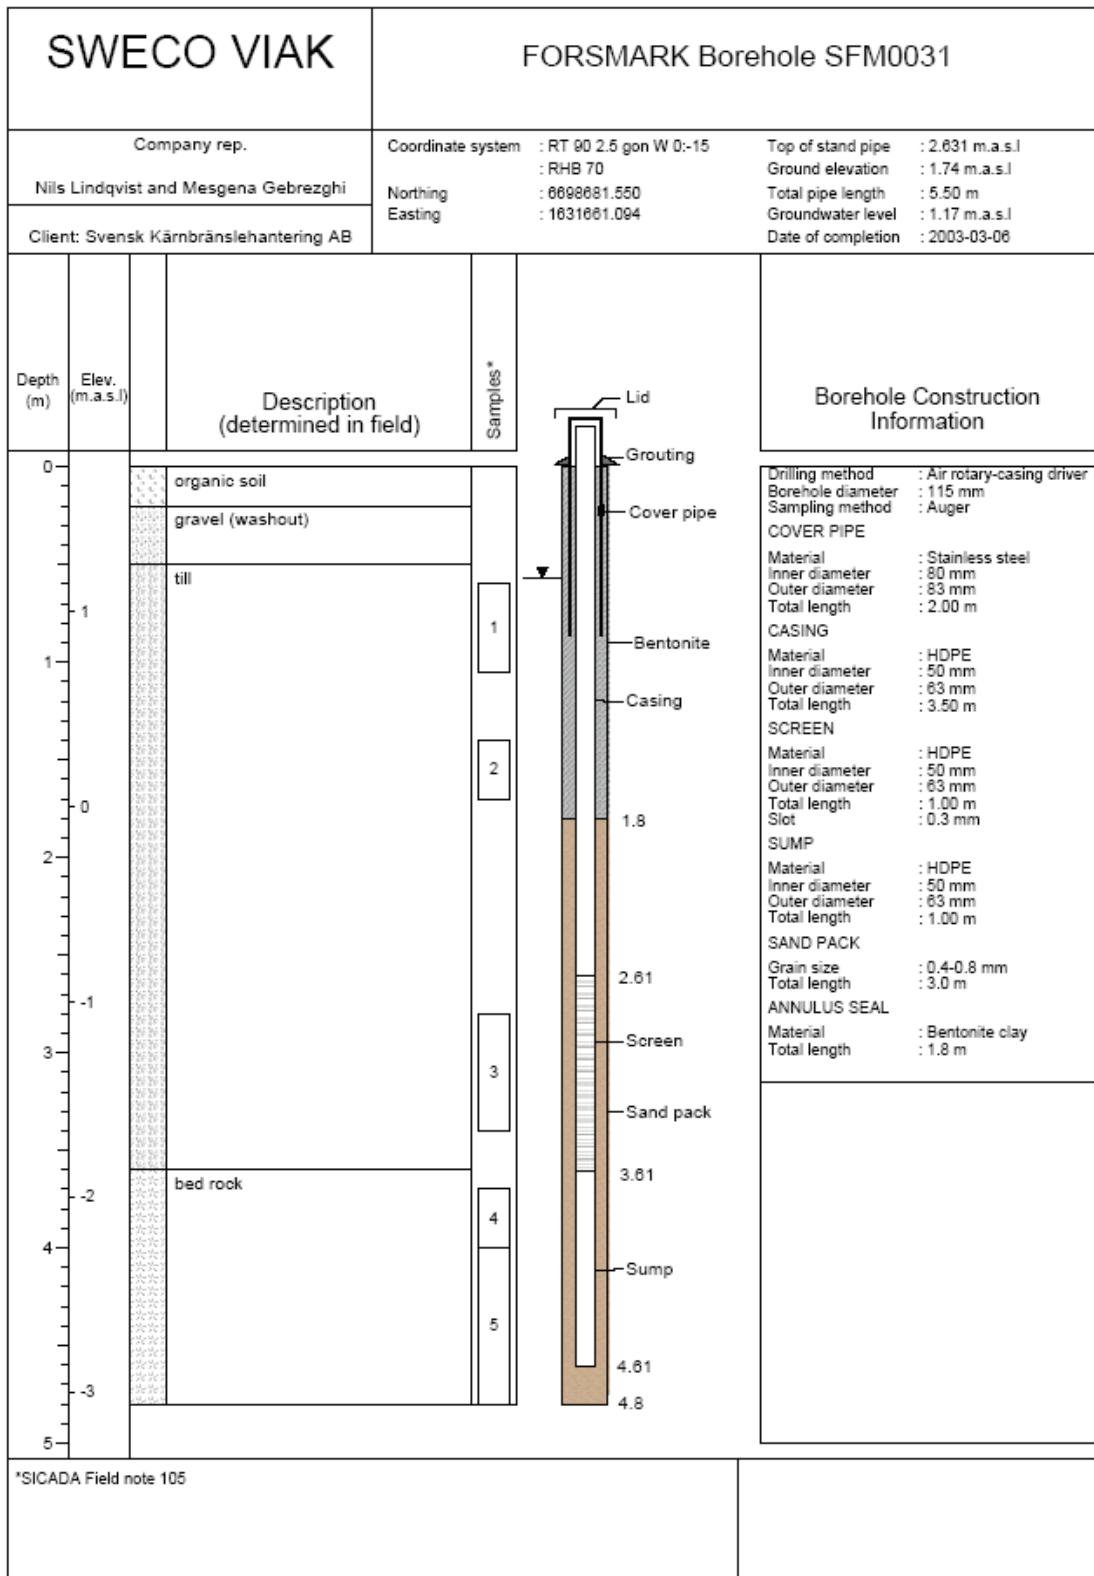 SWECO VIAK
FORSMARK Borehole SFM0031
Company rep.
Nils Lindqvist and Mesgena Gebrezghi
Client: Svensk Kärnbränslehantering AB
Coordinate system : RT 90 2.5 gon W 0:-15
: RHB 70
Northing : 6698681.550
Easting : 1631661.094
Top of stand pipe : 2.631 m.a.s.l
Ground elevation : 1.74 m.a.s.l
Total pipe length : 5.50 m
Groundwater level : 1.17 m.a.s.l
Date of completion : 2003-03-06
Depth
(m)
Elev.
(m.a.s.l)
Description
(determined in field)
Samples*
Lid
Grouting
Cover pipe
Bentonite
Casing
1.8
2.61
Screen
Sand pack
3.61
Sump
4.61
4.8
0
1
2
3
4
5
1
0
-1
-2
-3
organic soil
gravel (washout)
till
bed rock
1
2
3
4
5
Borehole Construction
Information
Drilling method : Air rotary-casing driver
Borehole diameter : 115 mm
Sampling method : Auger
COVER PIPE
Material : Stainless steel
Inner diameter : 80 mm
Outer diameter : 83 mm
Total length : 2.00 m
CASING
Material : HDPE
Inner diameter : 50 mm
Outer diameter : 63 mm
Total length : 3.50 m
SCREEN
Material : HDPE
Inner diameter : 50 mm
Outer diameter : 63 mm
Total length : 1.00 m
Slot : 0.3 mm
SUMP
Material : HDPE
Inner diameter : 50 mm
Outer diameter : 63 mm
Total length : 1.00 m
SAND PACK
Grain size : 0.4-0.8 mm
Total length : 3.0 m
ANNULUS SEAL
Material : Bentonite clay
Total length : 1.8 m
*SICADA Field note 105